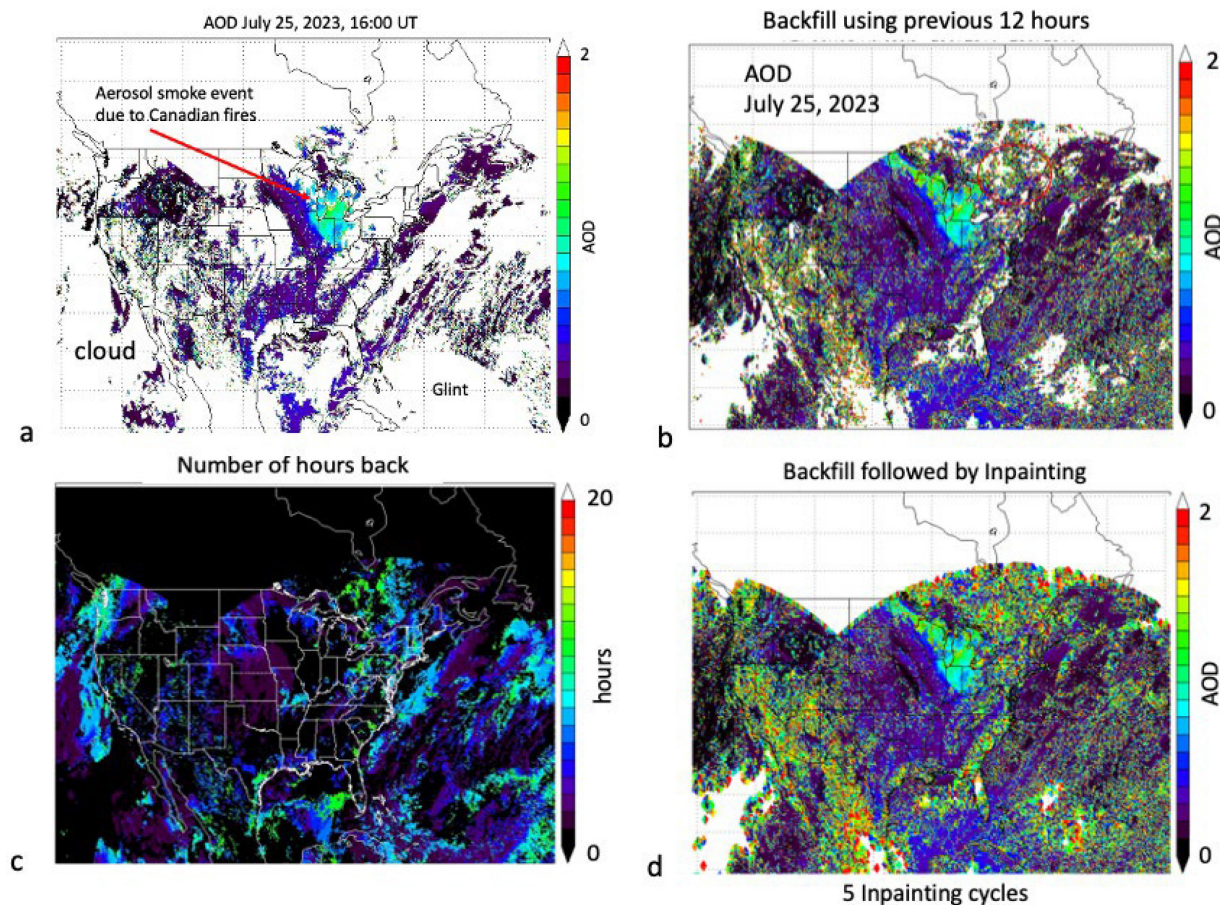 AOD July 25, 2023, 16:00 UT
Aerosol smoke event
due to Canadian fires
cloud
Glint
2
AOD
0
a
Backfill using previous 12 hours
AOD
July 25, 2023
2
AOD
0
b
Number of hours back
20
hours
0
c
Backfill followed by Inpainting
2
AOD
0
d
5 Inpainting cycles